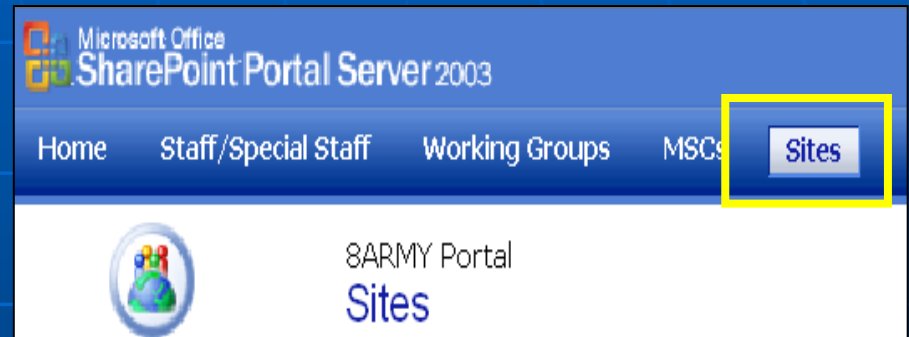 Microsoft Office
SharePoint Portal Server 2003
Home Staff/Special Staff Working Groups MSCs Sites
8ARMY Portal
Sites